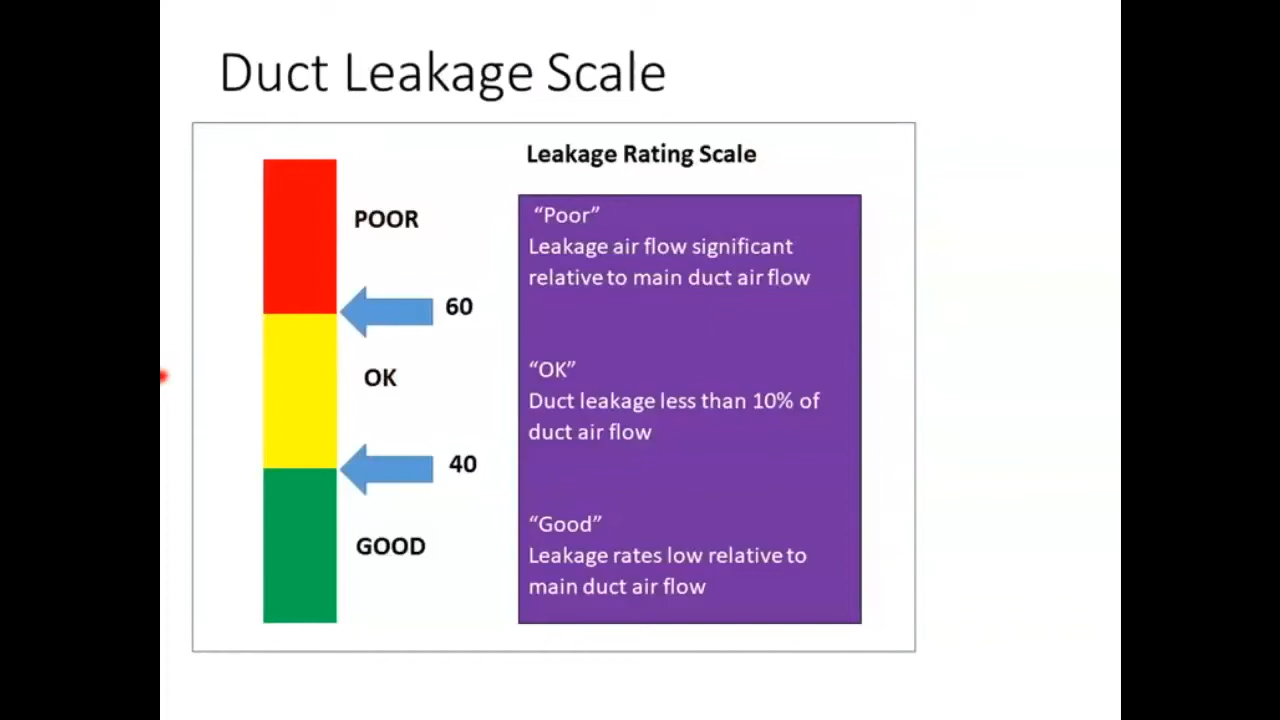 Duct Leakage Scale
Leakage Rating Scale
POOR
60
OK
40
GOOD
“Poor”
Leakage air flow significant
relative to main duct air flow
“OK”
Duct leakage less than 10% of
duct air flow
“Good”
Leakage rates low relative to
main duct air flow